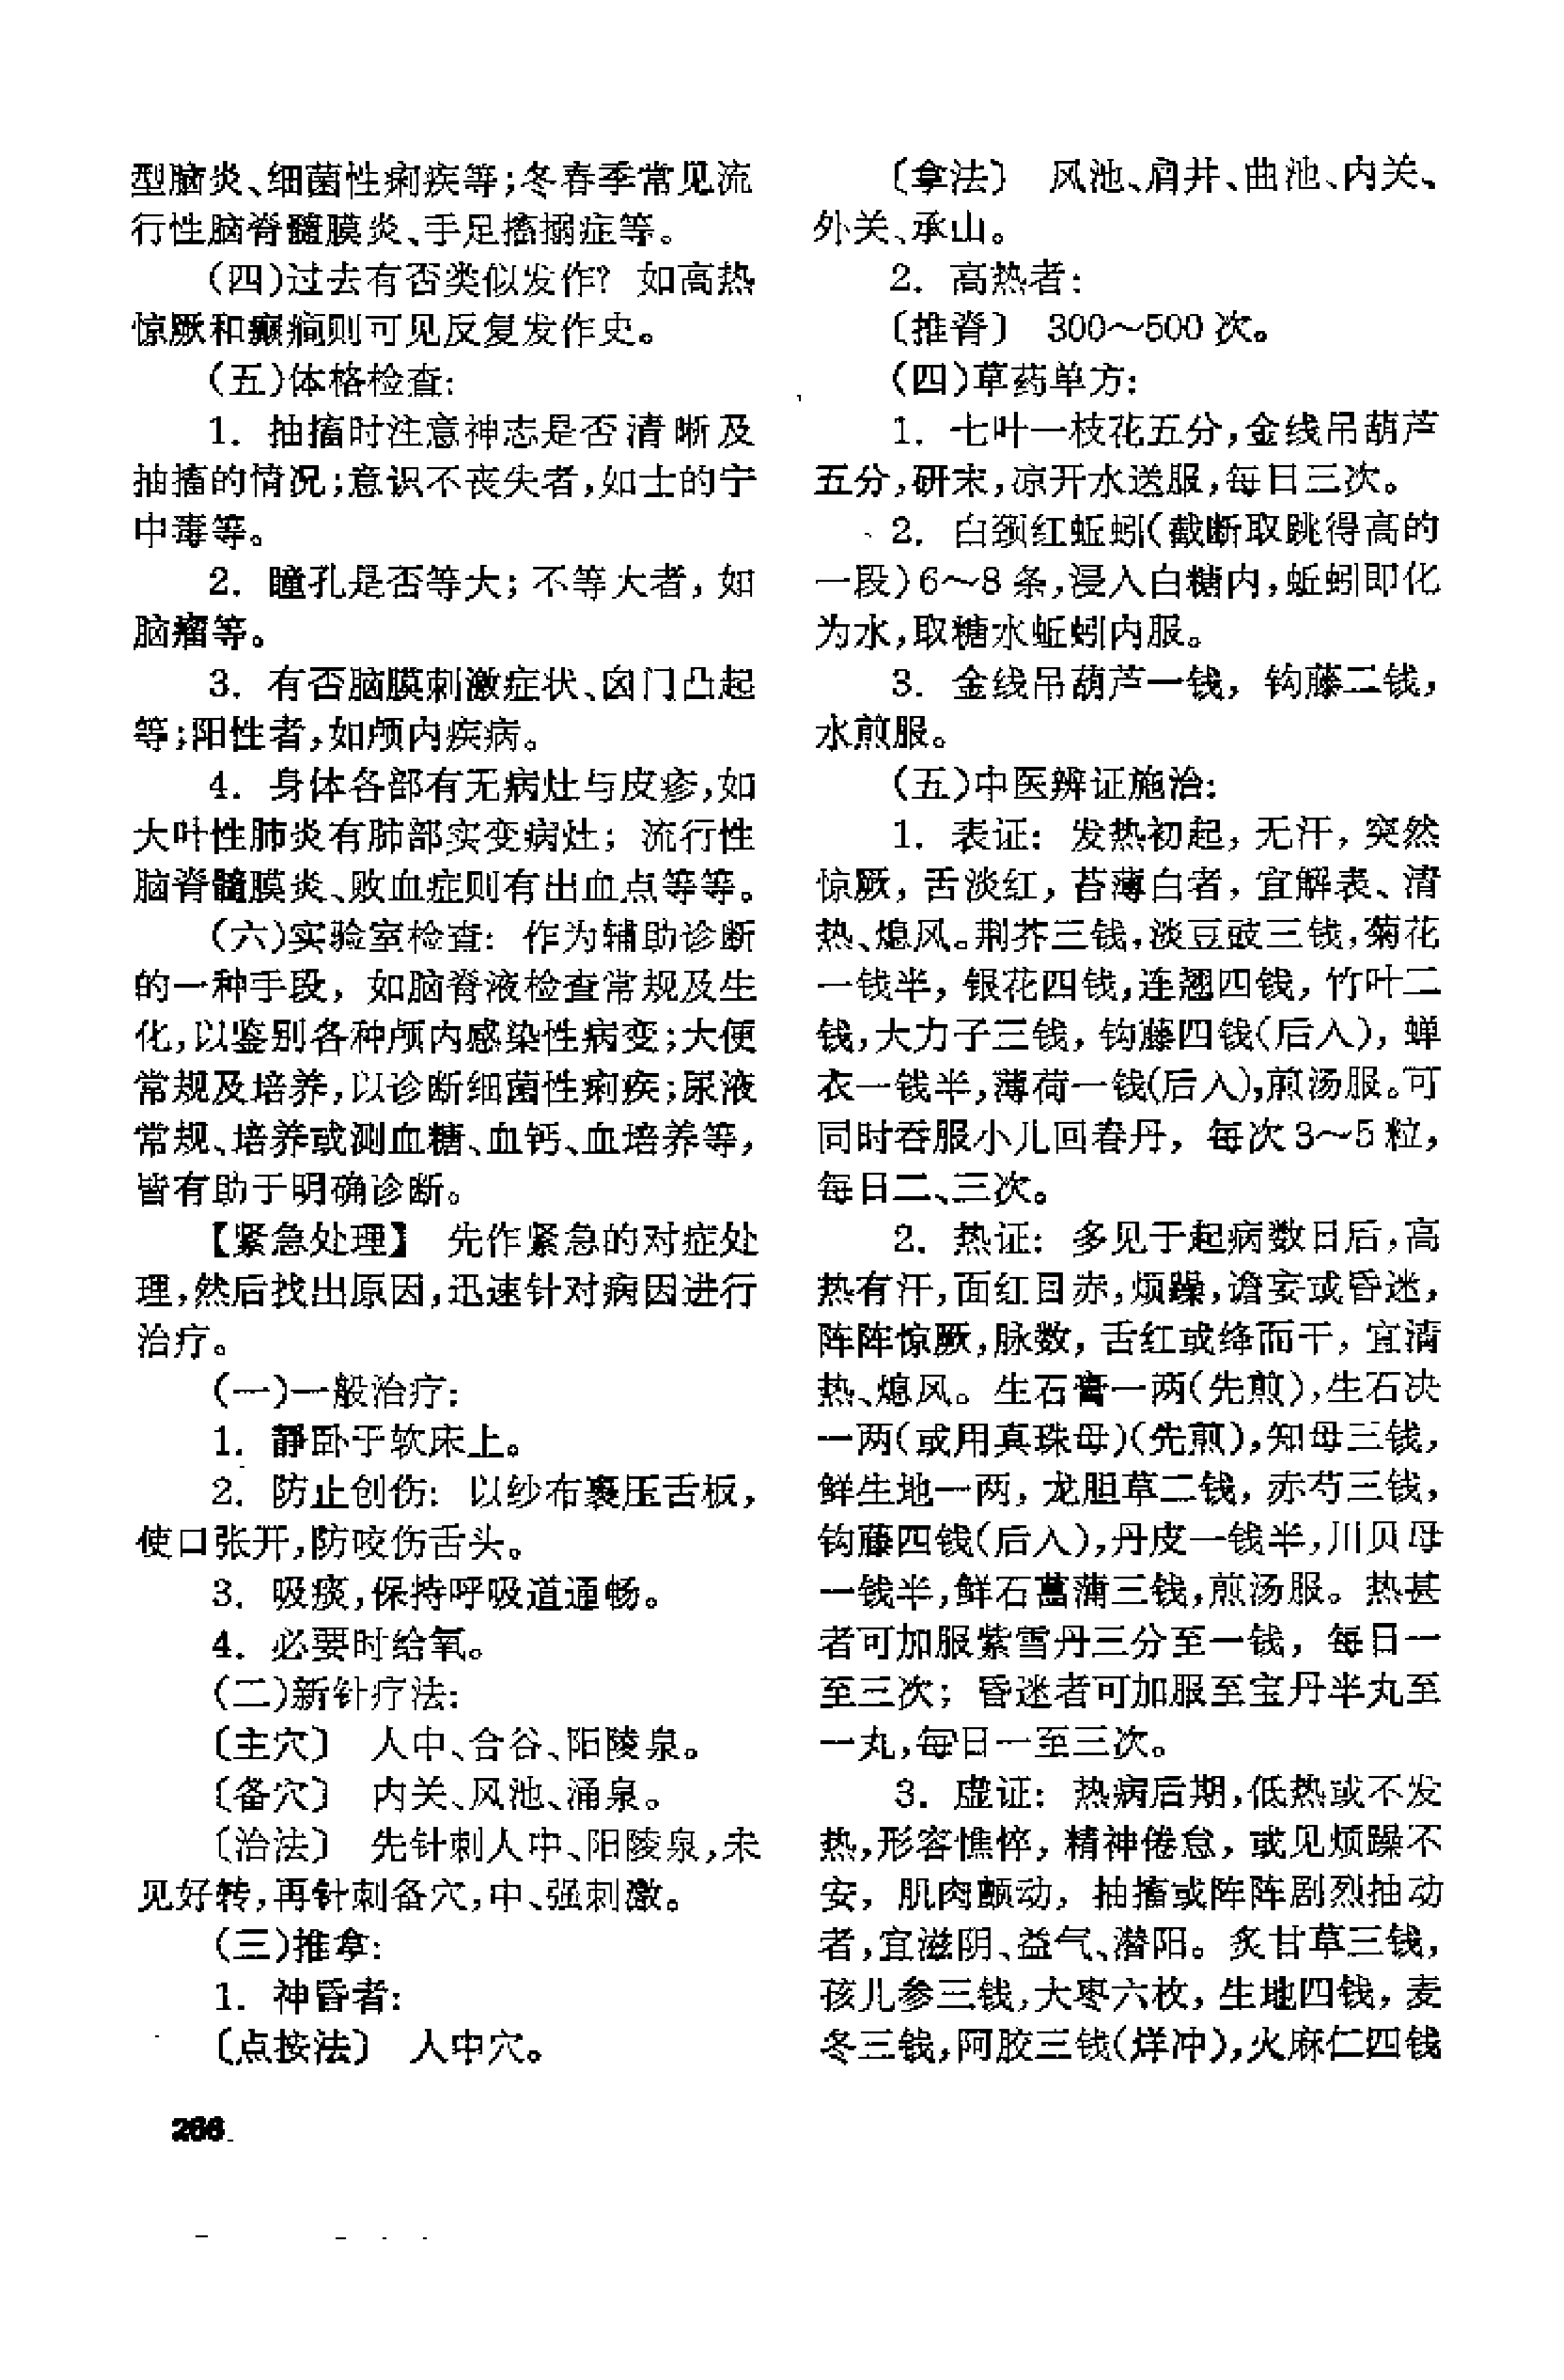 型脑炎、细菌性痢疾等;冬春季常见流
行性脑脊髓膜炎、手足搐搦症等。
(四)过去有否类似发作? 如高热
惊厥和癫痫则可见反复发作史。
(五)体格检查:
1. 抽搐时注意神志是否清晰及
抽搐的情况;意识不丧失者,如士的宁
中毒等。
2. 瞳孔是否等大; 不等大者, 如
脑瘤等。
3. 有否脑膜刺激症状、囟门凸起
等;阳性者,如颅内疾病。
4. 身体各部有无病灶与皮疹,如
大叶性肺炎有肺部实变病灶; 流行性
脑脊髓膜炎、败血症则有出血点等等。
(六)实验室检查: 作为辅助诊断
的一种手段, 如脑脊液检查常规及生
化,以鉴别各种颅内感染性病变;大便
常规及培养,以诊断细菌性痢疾;尿液
常规、培养或测血糖、血钙、血培养等,
皆有助于明确诊断。
【紧急处理】 先作紧急的对症处
理,然后找出原因,迅速针对病因进行
治疗。
(一)一般治疗:
1. 静卧于软床上。
2. 防止创伤: 以纱布裹压舌板,
使口张开,防咬伤舌头。
3. 吸痰,保持呼吸道通畅。
4. 必要时给氧。
(二)新针疗法:
〔主穴〕 人中、合谷、阳陵泉。
〔备穴〕 内关、风池、涌泉。
〔治法〕 先针刺人中、阳陵泉,未
见好转,再针刺备穴,中、强刺激。
(三)推拿:
1. 神昏者:
〔点按法〕 人中穴。
266
〔拿法〕 风池、肩井、曲池、内关、
外关、承山。
2. 高热者:
〔推脊〕 300～500次。
(四)草药单方:
1. 七叶一枝花五分,金线吊葫芦
五分,研末,凉开水送服,每日三次。
2. 白颈红蚯蚓(截断取跳得高的
一段)6～8条,浸入白糖内,蚯蚓即化
为水,取糖水蚯蚓内服。
3. 金线吊葫芦一钱, 钩藤二钱,
水煎服。
(五)中医辨证施治:
1. 表证: 发热初起, 无汗, 突然
惊厥, 舌淡红, 苔薄白者, 宜解表、清
热、熄风。荆芥三钱,淡豆豉三钱,菊花
一钱半, 银花四钱,连翘四钱, 竹叶二
钱,大力子三钱, 钩藤四钱(后入), 蝉
衣一钱半,薄荷一钱(后入),煎汤服。可
同时吞服小儿回春丹, 每次3～5粒,
每日二、三次。
2. 热证: 多见于起病数日后,高
热有汗,面红目赤,烦躁,谵妄或昏迷,
阵阵惊厥,脉数, 舌红或绛而干, 宜清
热、熄风。生石膏一两(先煎),生石决
一两(或用真珠母)(先煎),知母三钱,
鲜生地一两, 龙胆草二钱, 赤芍三钱,
钩藤四钱(后入),丹皮一钱半,川贝母
一钱半,鲜石菖蒲三钱,煎汤服。热甚
者可加服紫雪丹三分至一钱, 每日一
至三次; 昏迷者可加服至宝丹半丸至
一丸,每日一至三次。
3. 虚证: 热病后期,低热或不发
热,形容憔悴, 精神倦怠, 或见烦躁不
安, 肌肉颤动, 抽搐或阵阵剧烈抽动
者,宜滋阴、益气、潜阳。炙甘草三钱,
孩儿参三钱,大枣六枚, 生地四钱, 麦
冬三钱,阿胶三钱(烊冲),火麻仁四钱